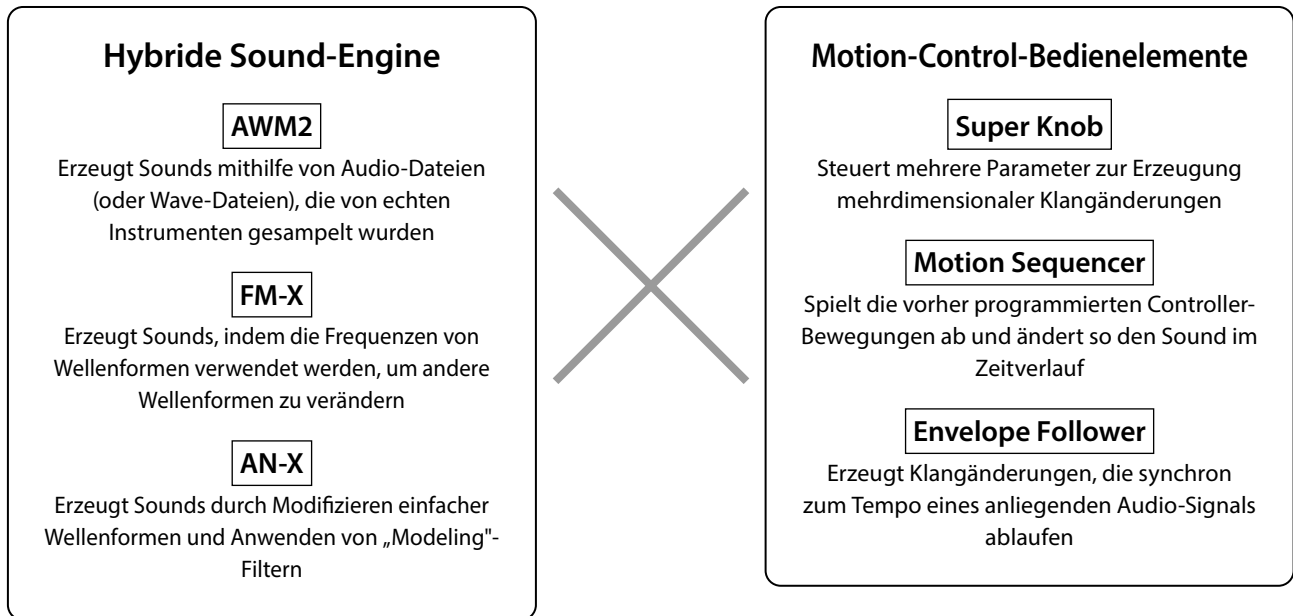 Hybride Sound-Engine
AWM2
Erzeugt Sounds mithilfe von Audio-Dateien
(oder Wave-Dateien), die von echten
Instrumenten gesampelt wurden
FM-X
Erzeugt Sounds, indem die Frequenzen von
Wellenformen verwendet werden, um andere
Wellenformen zu verändern
AN-X
Erzeugt Sounds durch Modifizieren einfacher
Wellenformen und Anwenden von „Modeling"-
Filtern
Motion-Control-Bedienelemente
Super Knob
Steuert mehrere Parameter zur Erzeugung
mehrdimensionaler Klangänderungen
Motion Sequencer
Spielt die vorher programmierten Controller-
Bewegungen ab und ändert so den Sound im
Zeitverlauf
Envelope Follower
Erzeugt Klangänderungen, die synchron
zum Tempo eines anliegenden Audio-Signals
ablaufen